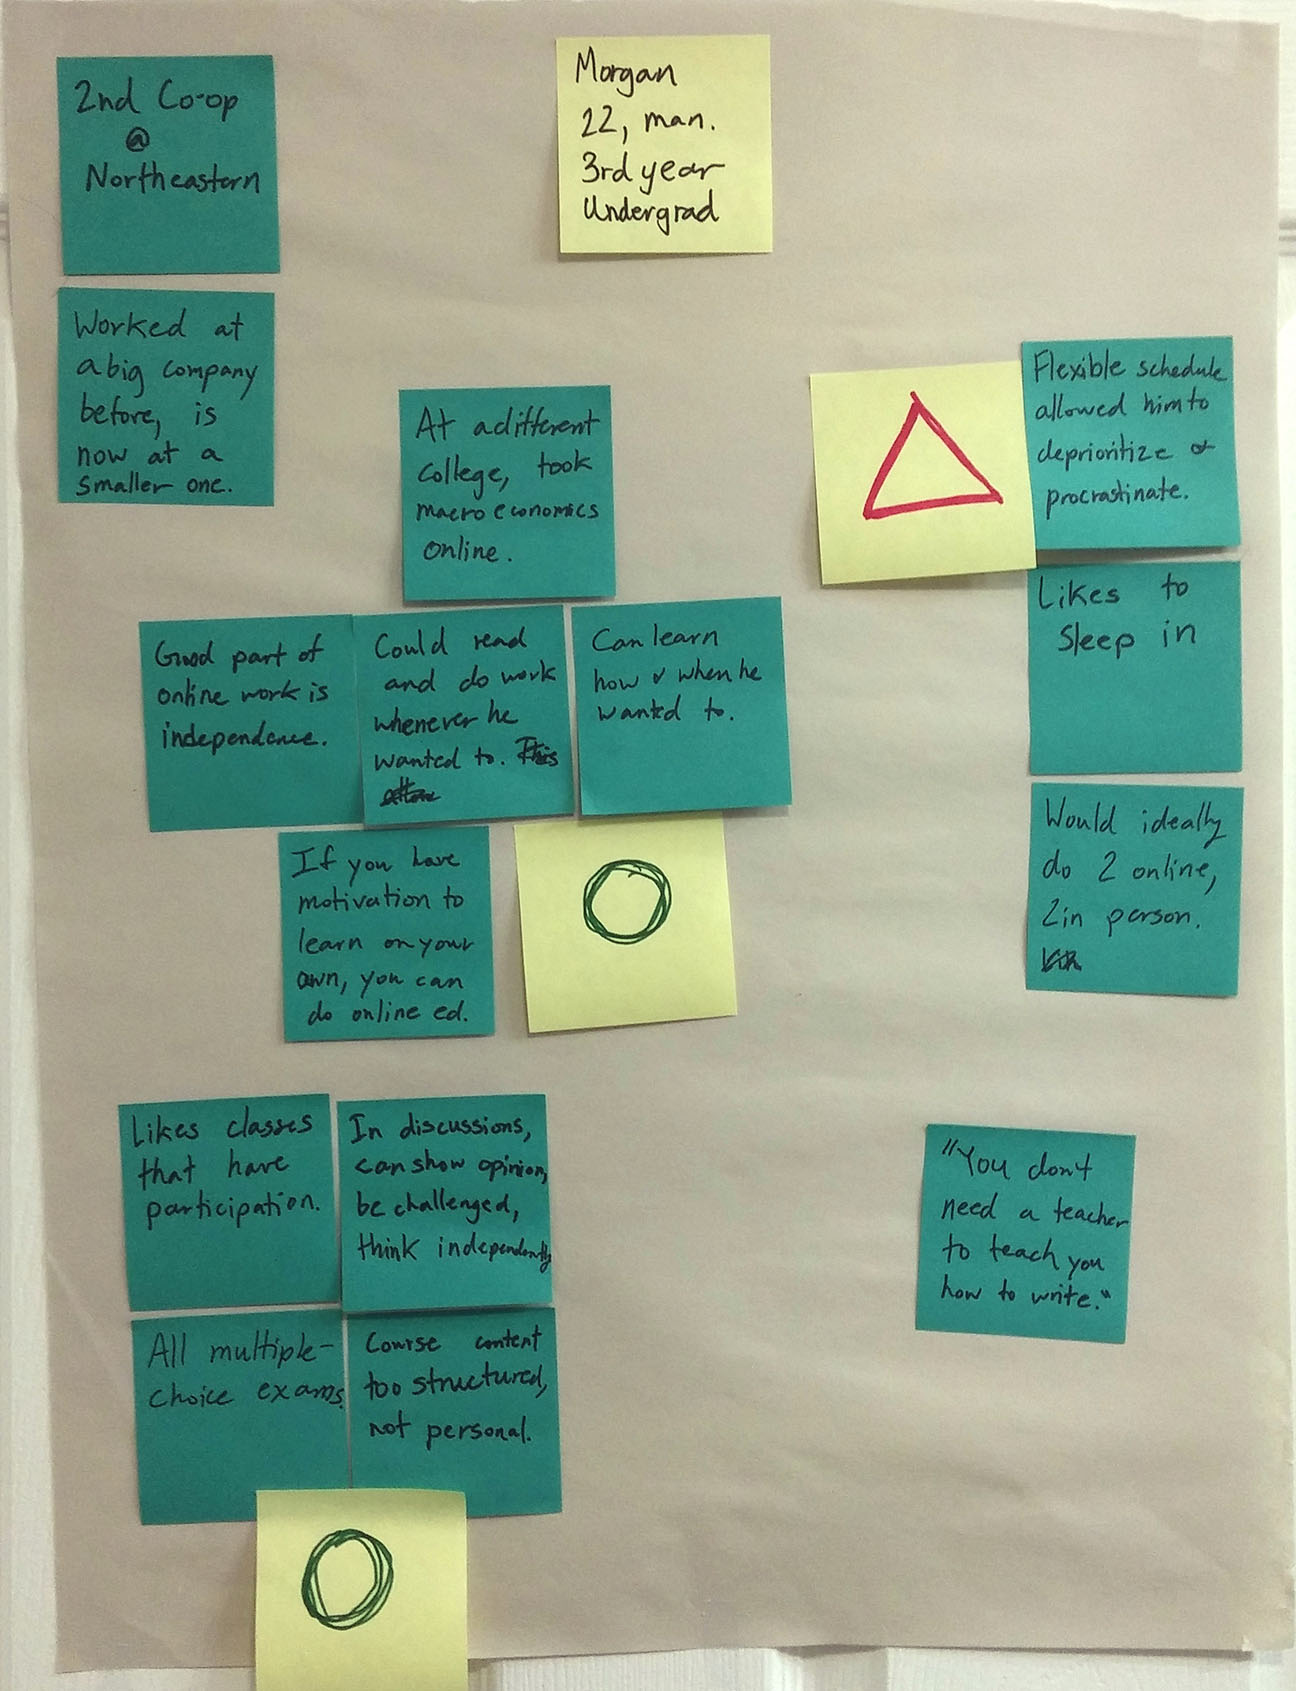 2nd Co-op
@
Northeastern
Morgan
22, man.
3rd year
Undergrad
Worked at
a big company
before, is
now at a
smaller one.
At a different
college, took
macroeconomics
online.
Flexible schedule
allowed him to
deprioritize &
procrastinate.
Likes to
sleep in
Good part of
online work is
independence.
Could read
and do work
whenever he
wanted to. This
allow
Can learn
how & when he
wanted to.
If you have
motivation to
learn on your
own, you can
do online ed.
Would ideally
do 2 online,
2 in person.
Likes classes
that have
participation.
In discussions,
can show opinion,
be challenged,
think independently
All multiple-
choice exams.
Course content
too structured,
not personal.
"You don't
need a teacher
to teach you
how to write."